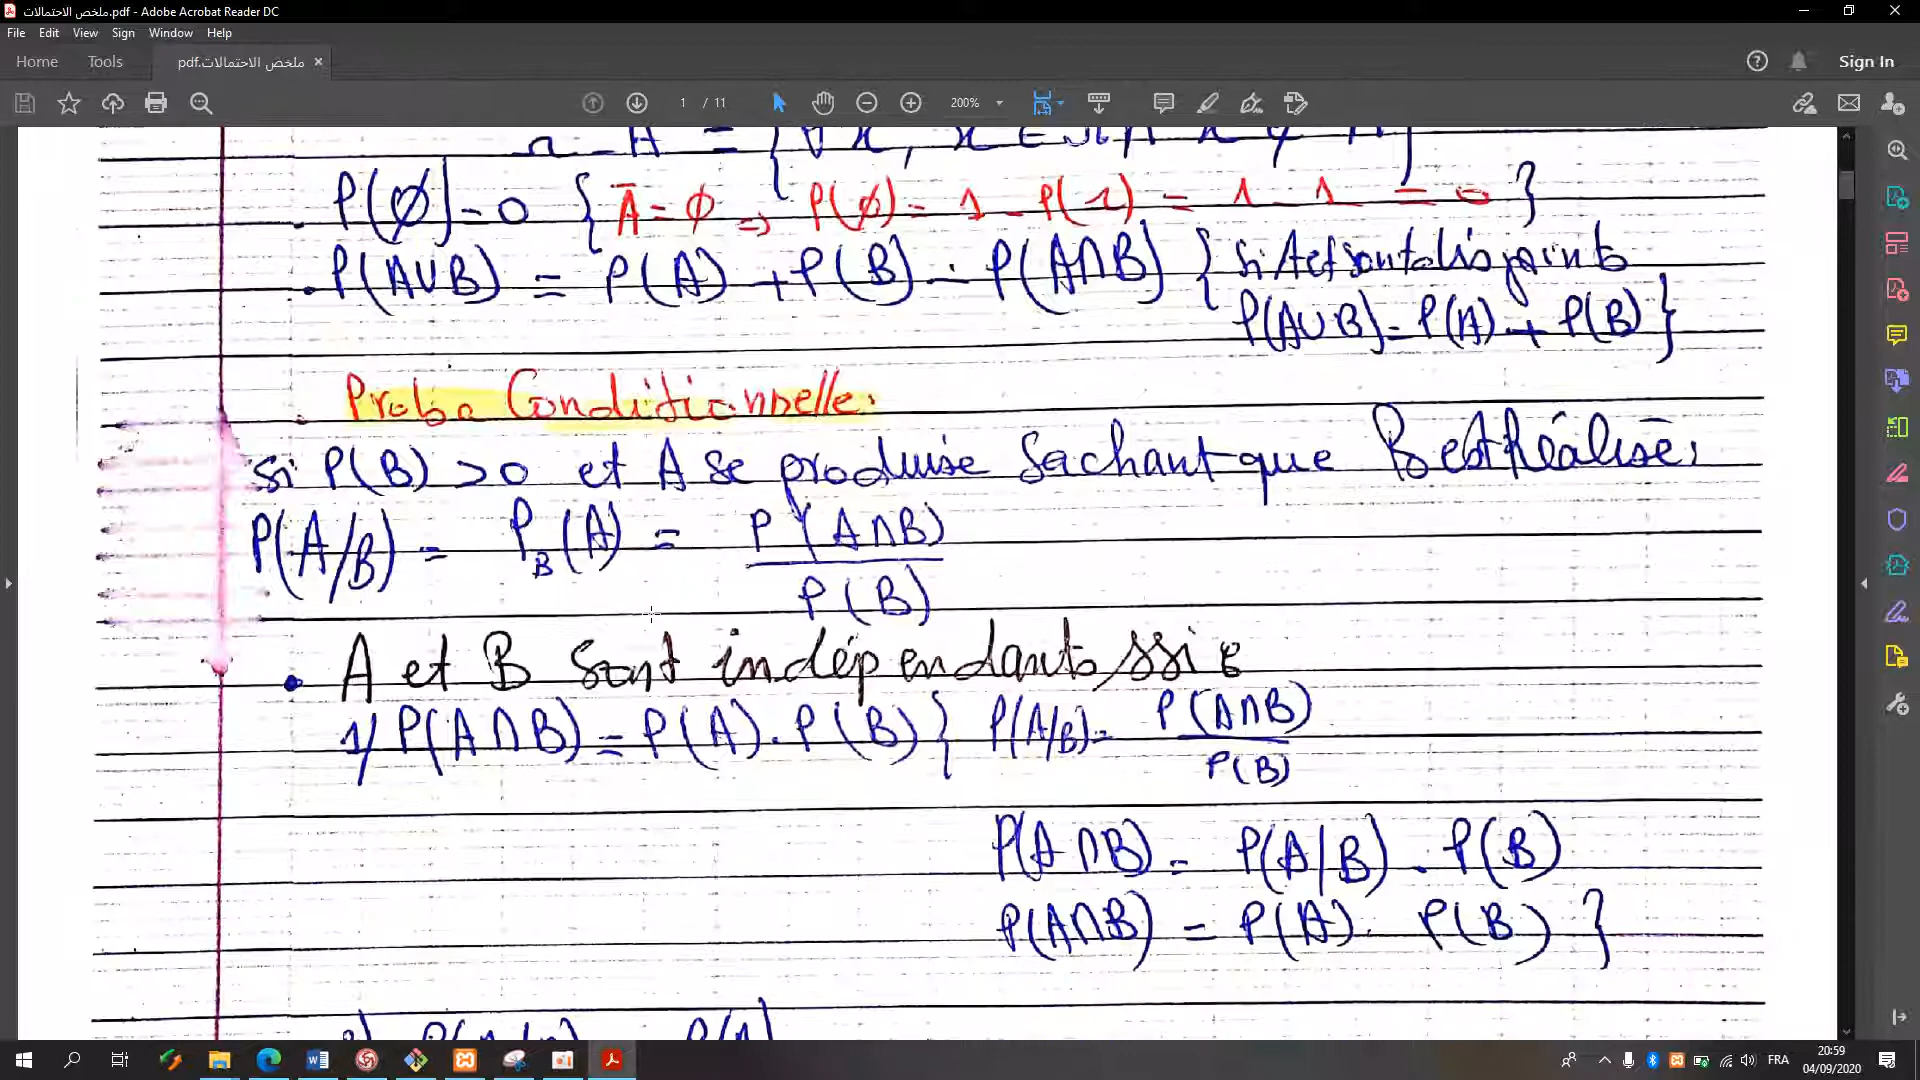 ملخص الاحتمالات.pdf - Adobe Acrobat Reader DC
File Edit View Sign Window Help
Home Tools ملخص الاحتمالات.pdf ×
Sign In
1 / 11
200%
. P(∅) = 0 { Ā = ∅ => P(∅) = 1 - P(Ω) = 1 - 1 = 0 }
. P(A∪B) = P(A) + P(B) - P(A∩B) { si A et sont disjoints
P(A∪B) = P(A) + P(B) }
. Proba Conditionnelle.
si P(B) > 0 et A se produise sachant que B est Réalisé.
P(A/B) = P_B(A) = P(A∩B) / P(B)
. A et B sont indépendants ssi :
1/ P(A∩B) = P(A) . P(B) } P(A/B) = P(A∩B) / P(B)
P(A∩B) = P(A/B) . P(B)
P(A∩B) = P(A) . P(B) }
FRA
20:59
04/09/2020